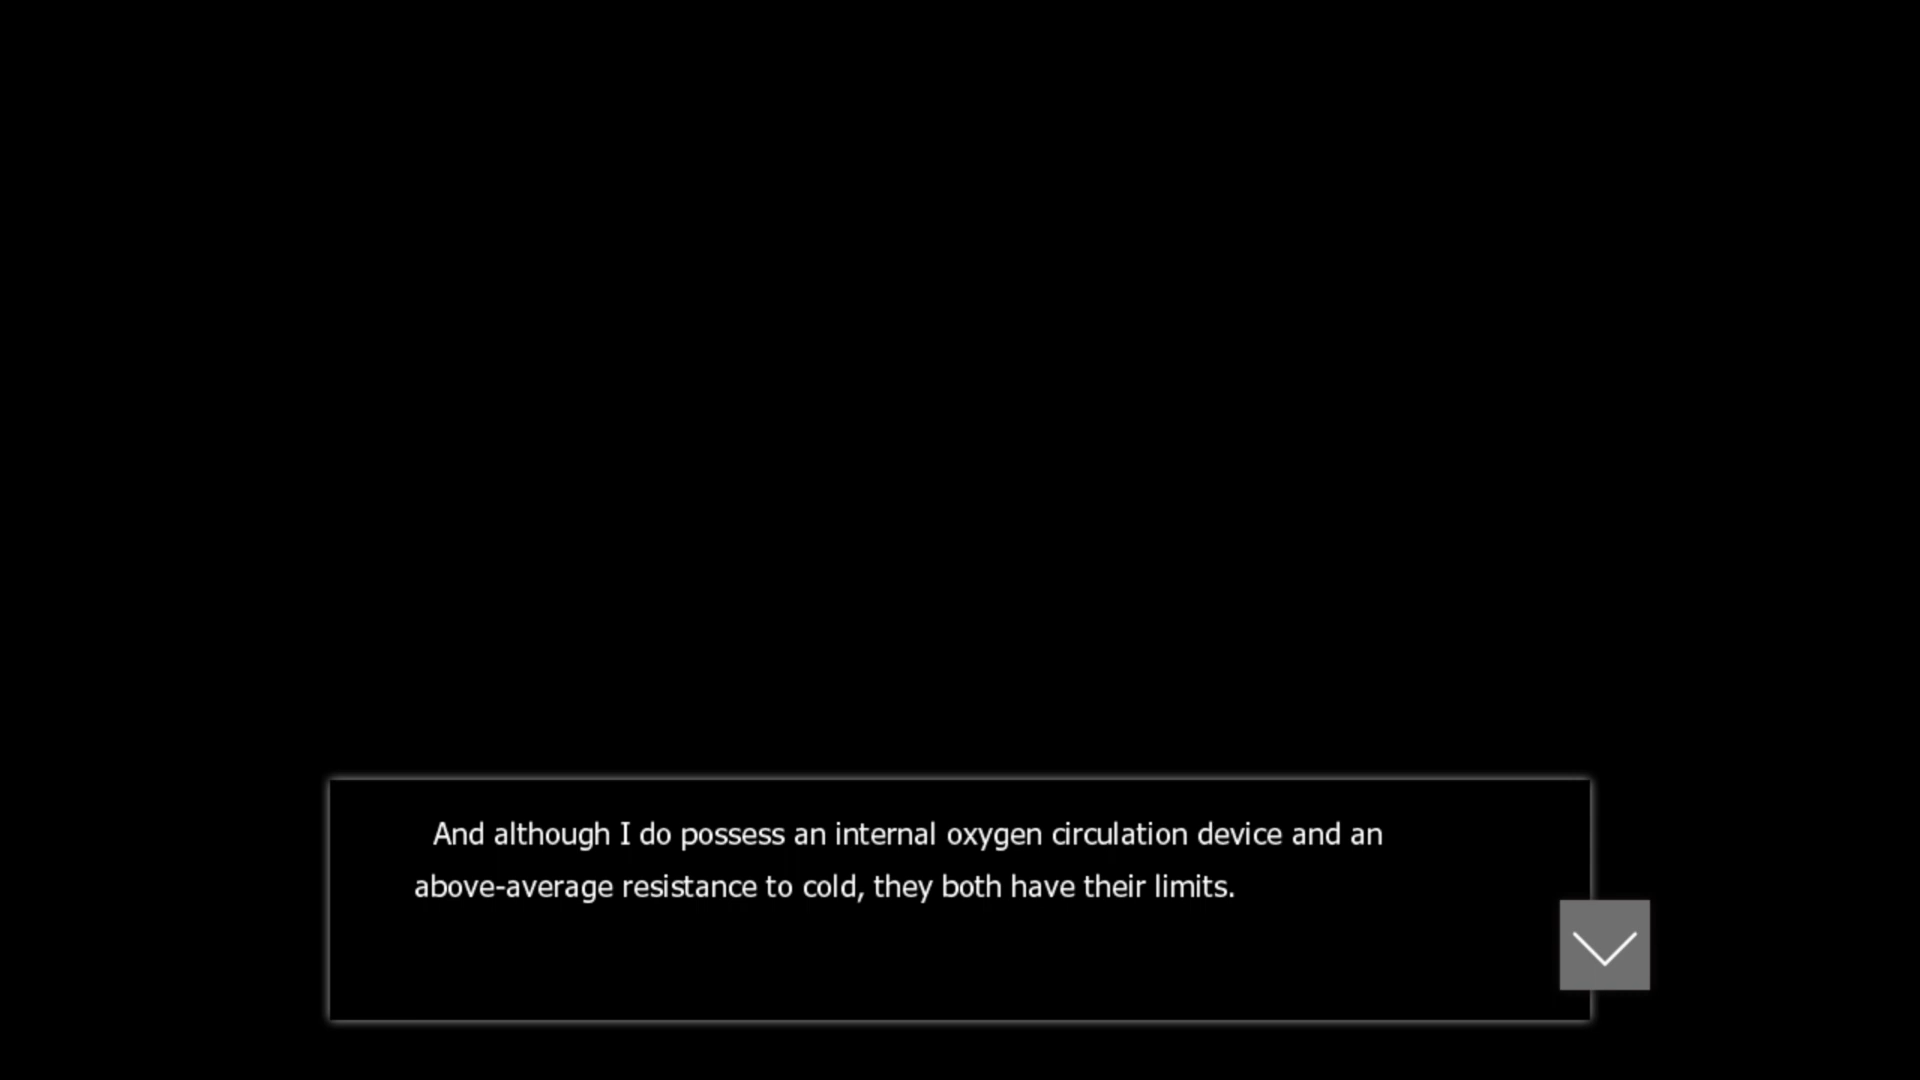 And although I do possess an internal oxygen circulation device and an
above-average resistance to cold, they both have their limits.